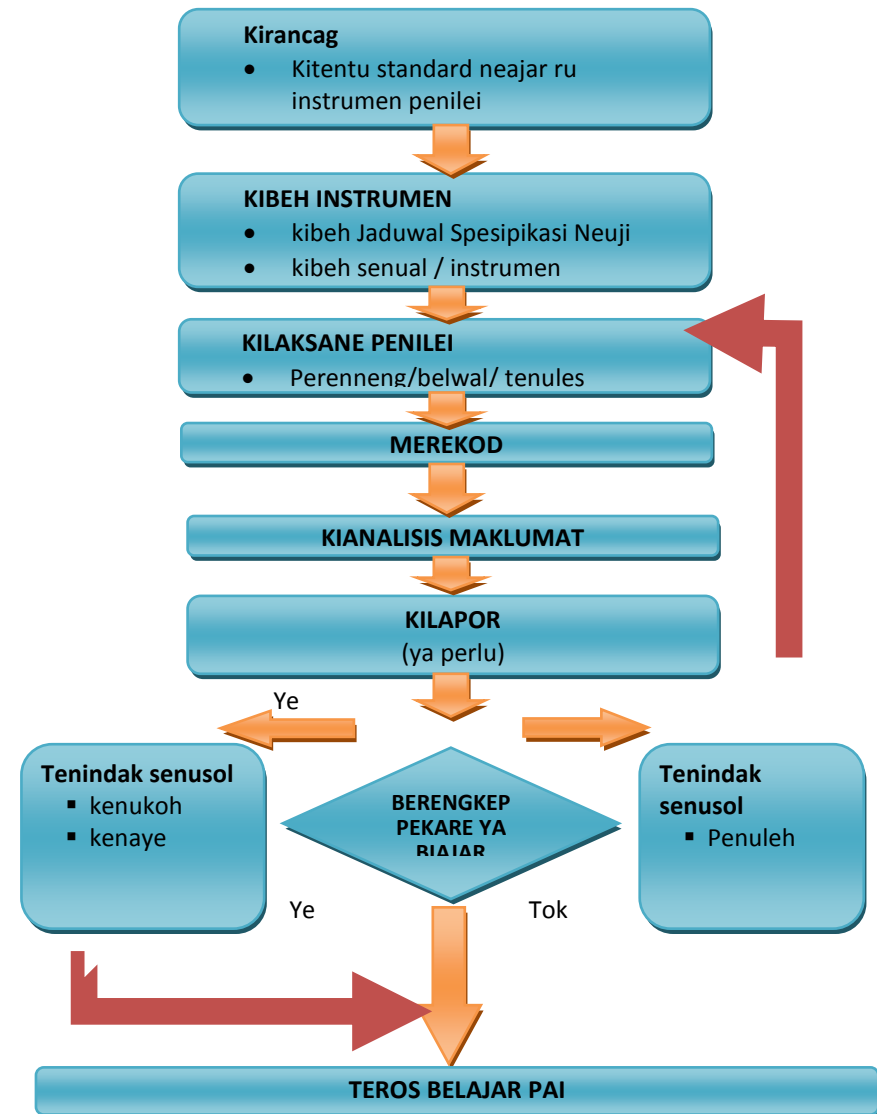 Kirancag
• Kitentu standard neajar ru
instrumen penilei
KIBEH INSTRUMEN
• kibeh Jaduwal Spesipikasi Neuji
• kibeh senual / instrumen
KILAKSANE PENILEI
• Perenneng/belwal/ tenules
MEREKOD
KIANALISIS MAKLUMAT
KILAPOR
(ya perlu)
Ye
Tenindak senusol
▪ kenukoh
▪ kenaye
BERENGKEP
PEKARE YA
BIAJAR
Tenindak
senusol
▪ Penuleh
Ye
Tok
TEROS BELAJAR PAI